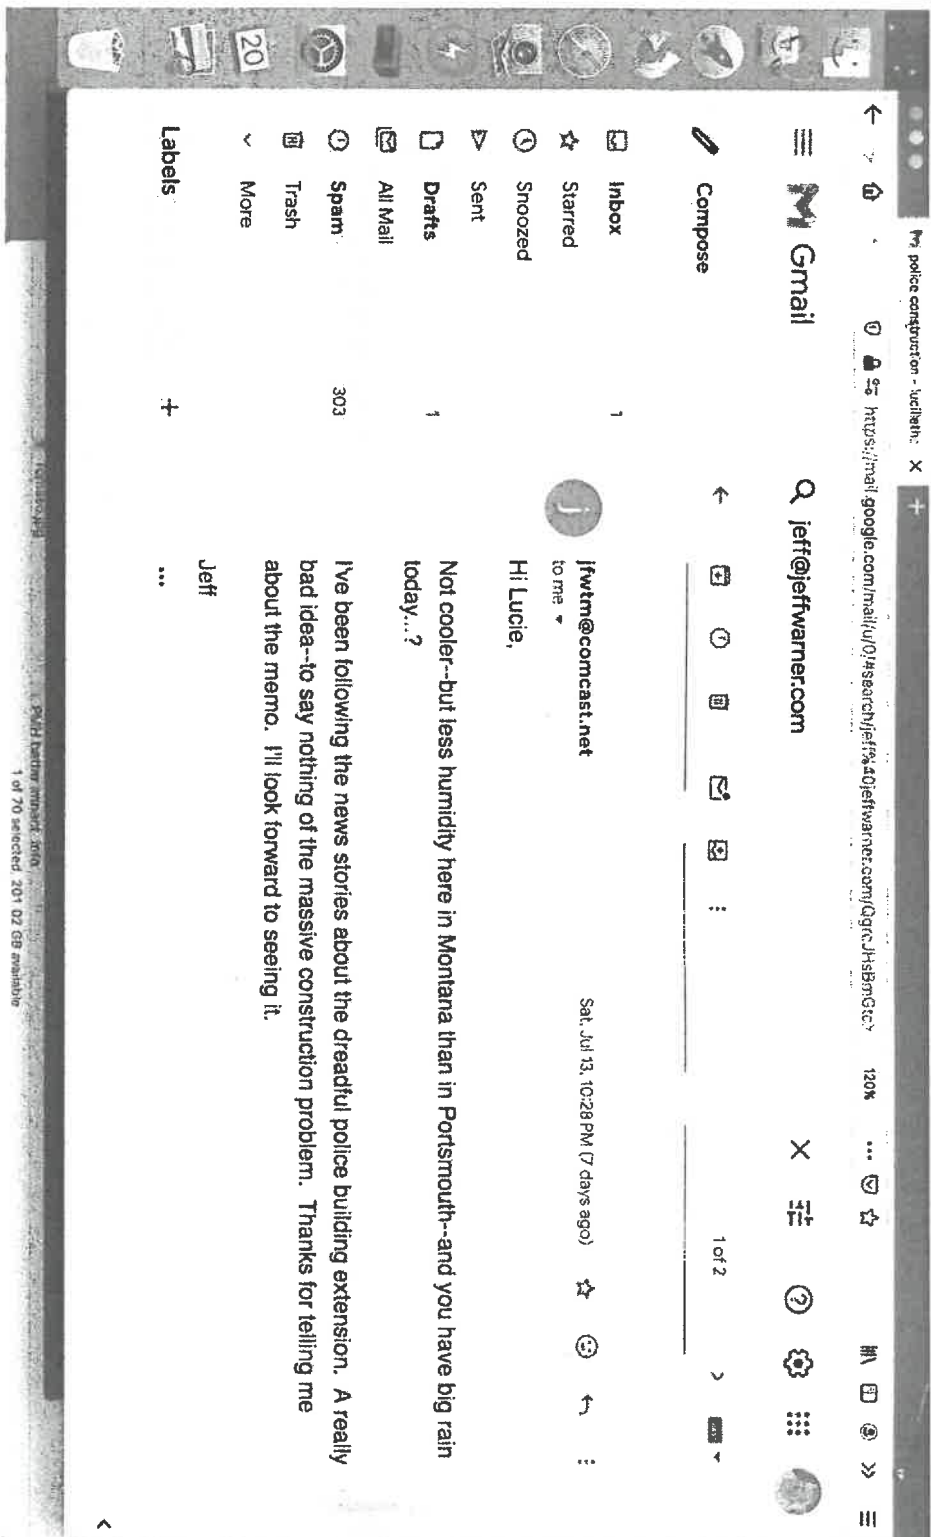 police construction - lucilleth: X +
https://mail.google.com/mail/u/0/#search/jeff%40jeffwarner.com/ 120%
Gmail
jeff@jeffwarner.com
Compose
1 of 2
Inbox 1
Starred
Snoozed
Sent
Drafts 1
All Mail
Spam 303
Trash
More
Labels +
j
jfwtm@comcast.net
Sat, Jul 13, 10:28 PM (7 days ago)
to me
Hi Lucie,
Not cooler--but less humidity here in Montana than in Portsmouth--and you have big rain
today...?
I've been following the news stories about the dreadful police building extension. A really
bad idea--to say nothing of the massive construction problem. Thanks for telling me
about the memo. I'll look forward to seeing it.
Jeff
...
20
1 of 70 selected, 201.02 GB available